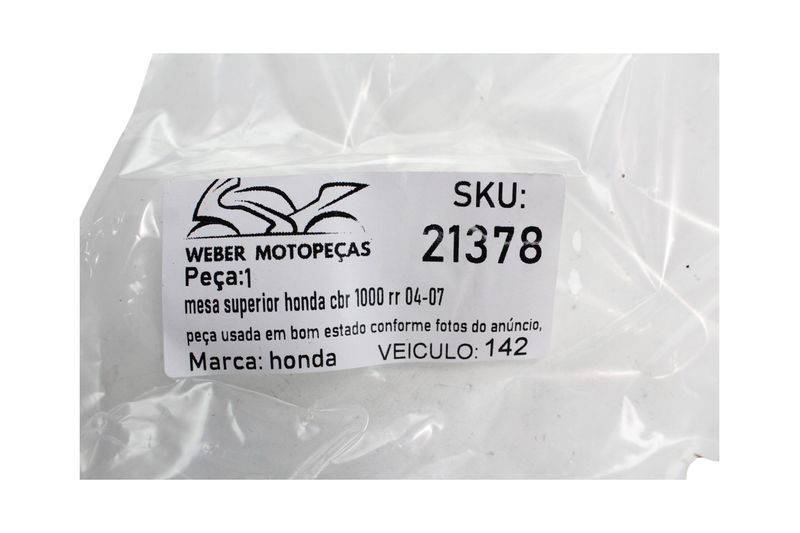 WEBER MOTOPEÇAS
SKU:
21378
Peça:1
mesa superior honda cbr 1000 rr 04-07
peça usada em bom estado conforme fotos do anúncio,
Marca: honda VEICULO: 142